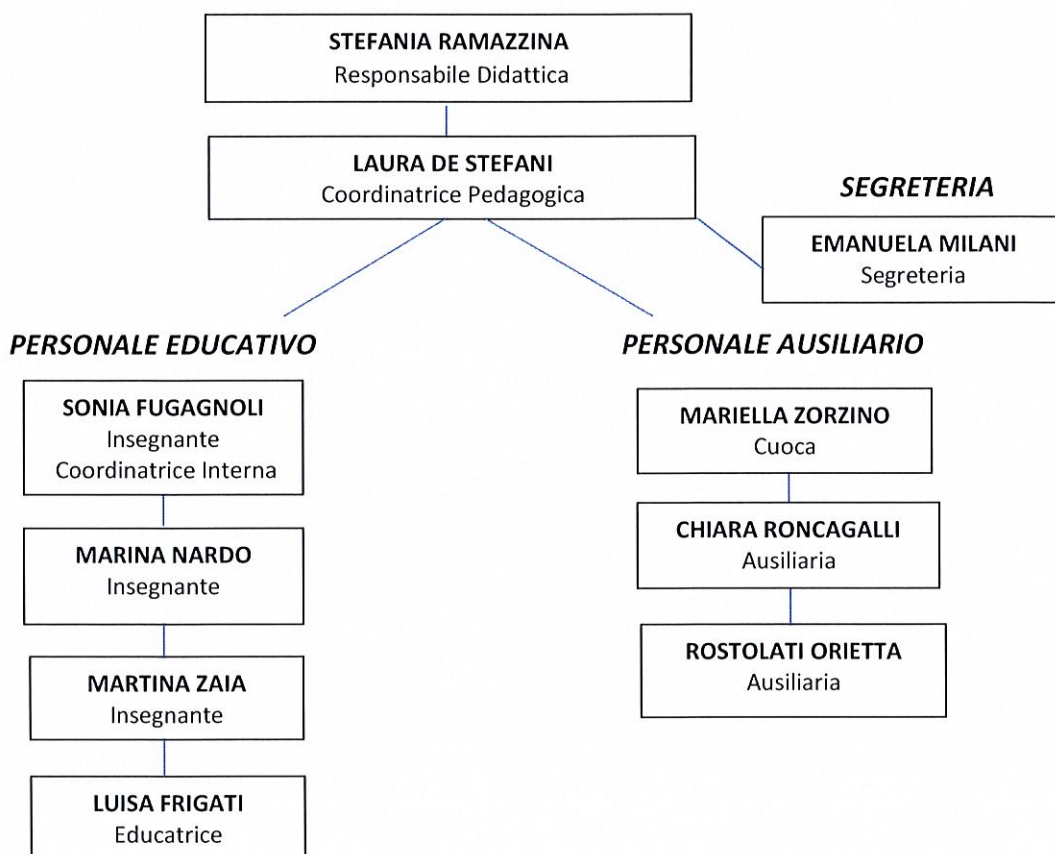 STEFANIA RAMAZZINA
Responsabile Didattica
LAURA DE STEFANI
Coordinatrice Pedagogica
SEGRETERIA
EMANUELA MILANI
Segreteria
PERSONALE EDUCATIVO
SONIA FUGAGNOLI
Insegnante
Coordinatrice Interna
MARINA NARDO
Insegnante
MARTINA ZAIA
Insegnante
LUISA FRIGATI
Educatrice
PERSONALE AUSILIARIO
MARIELLA ZORZINO
Cuoca
CHIARA RONCAGALLI
Ausiliaria
ROSTOLATI ORIETTA
Ausiliaria